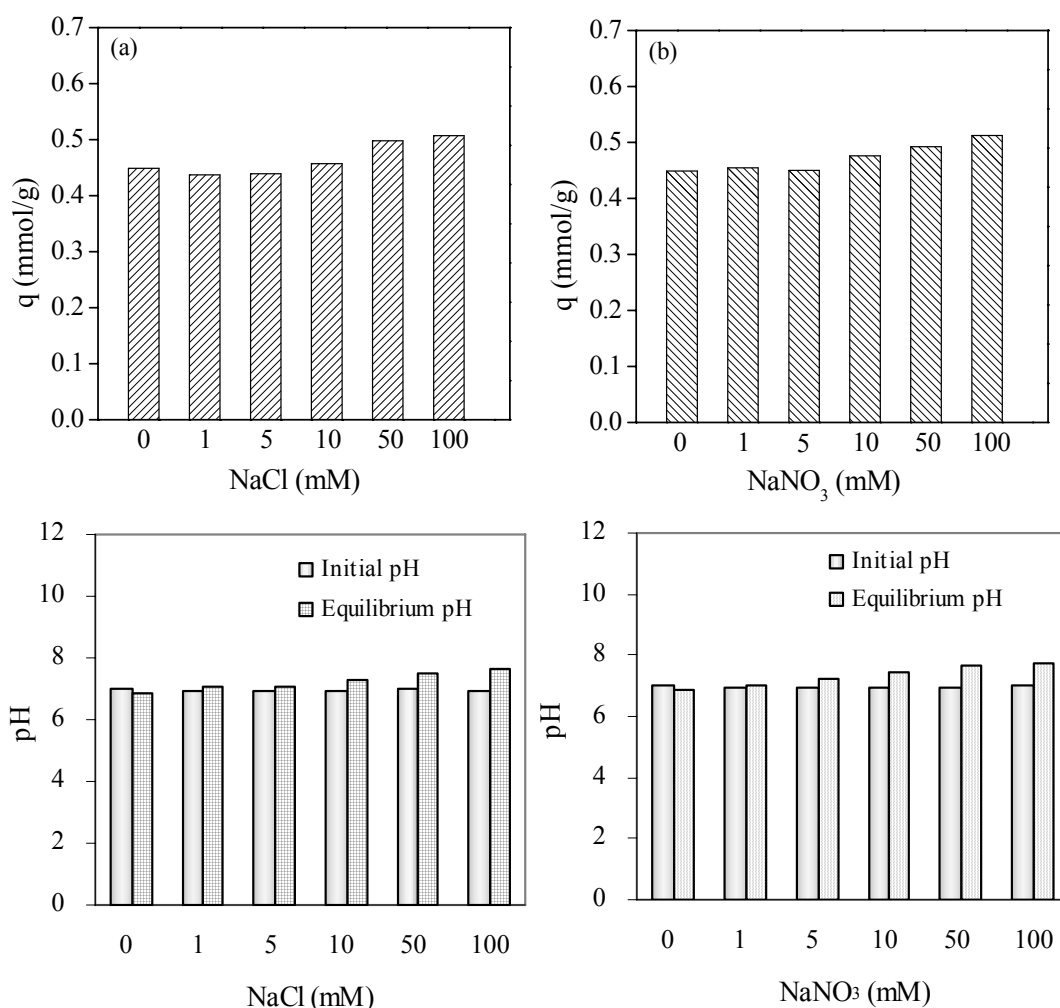 (a)
0.7
0.6
0.5
0.4
0.3
0.2
0.1
0.0
q (mmol/g)
0 1 5 10 50 100
NaCl (mM)
(b)
0.7
0.6
0.5
0.4
0.3
0.2
0.1
0.0
q (mmol/g)
0 1 5 10 50 100
NaNO₃ (mM)
12
10
8
6
4
2
0
pH
Initial pH
Equilibrium pH
0 1 5 10 50 100
NaCl (mM)
12
10
8
6
4
2
0
pH
Initial pH
Equilibrium pH
0 1 5 10 50 100
NaNO₃ (mM)